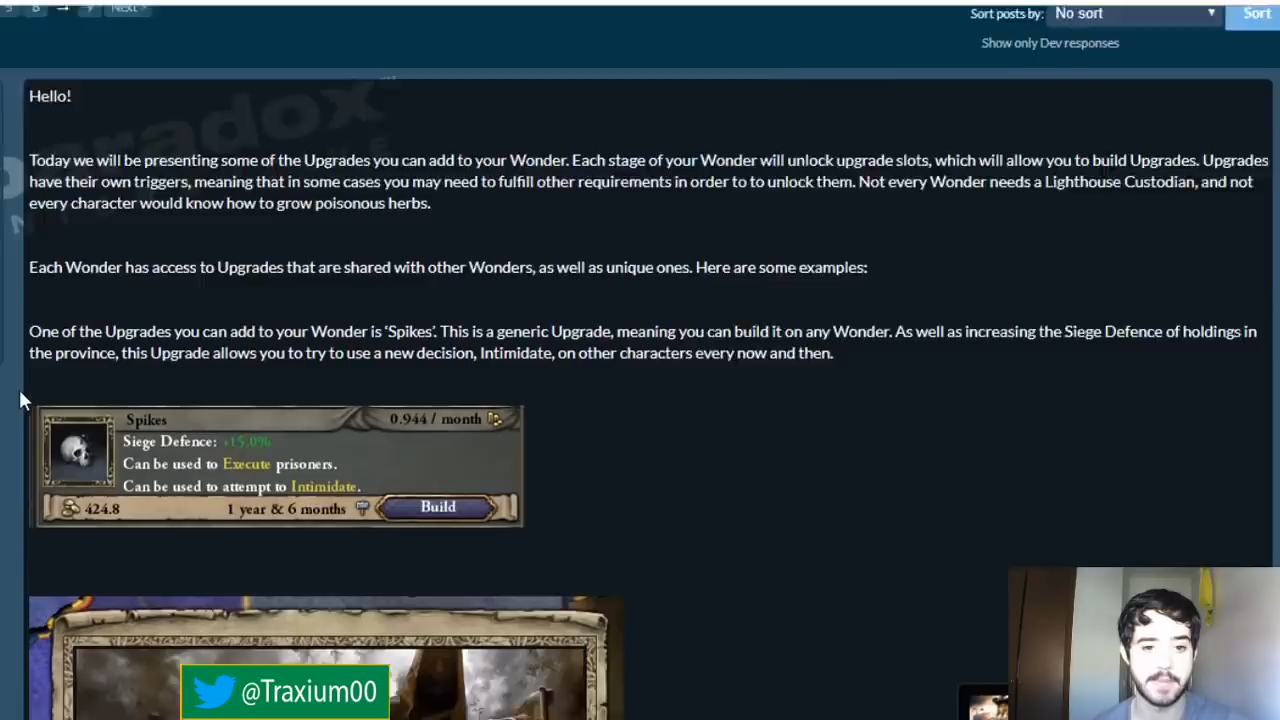 Sort posts by: No sort Sort
Show only Dev responses
Hello!
Today we will be presenting some of the Upgrades you can add to your Wonder. Each stage of your Wonder will unlock upgrade slots, which will allow you to build Upgrades. Upgrades
have their own triggers, meaning that in some cases you may need to fulfill other requirements in order to to unlock them. Not every Wonder needs a Lighthouse Custodian, and not
every character would know how to grow poisonous herbs.
Each Wonder has access to Upgrades that are shared with other Wonders, as well as unique ones. Here are some examples:
One of the Upgrades you can add to your Wonder is 'Spikes'. This is a generic Upgrade, meaning you can build it on any Wonder. As well as increasing the Siege Defence of holdings in
the province, this Upgrade allows you to try to use a new decision, Intimidate, on other characters every now and then.
Spikes 0.944 / month
Siege Defence: +15.0%
Can be used to Execute prisoners.
Can be used to attempt to Intimidate.
424.8 1 year & 6 months Build
@Traxium00